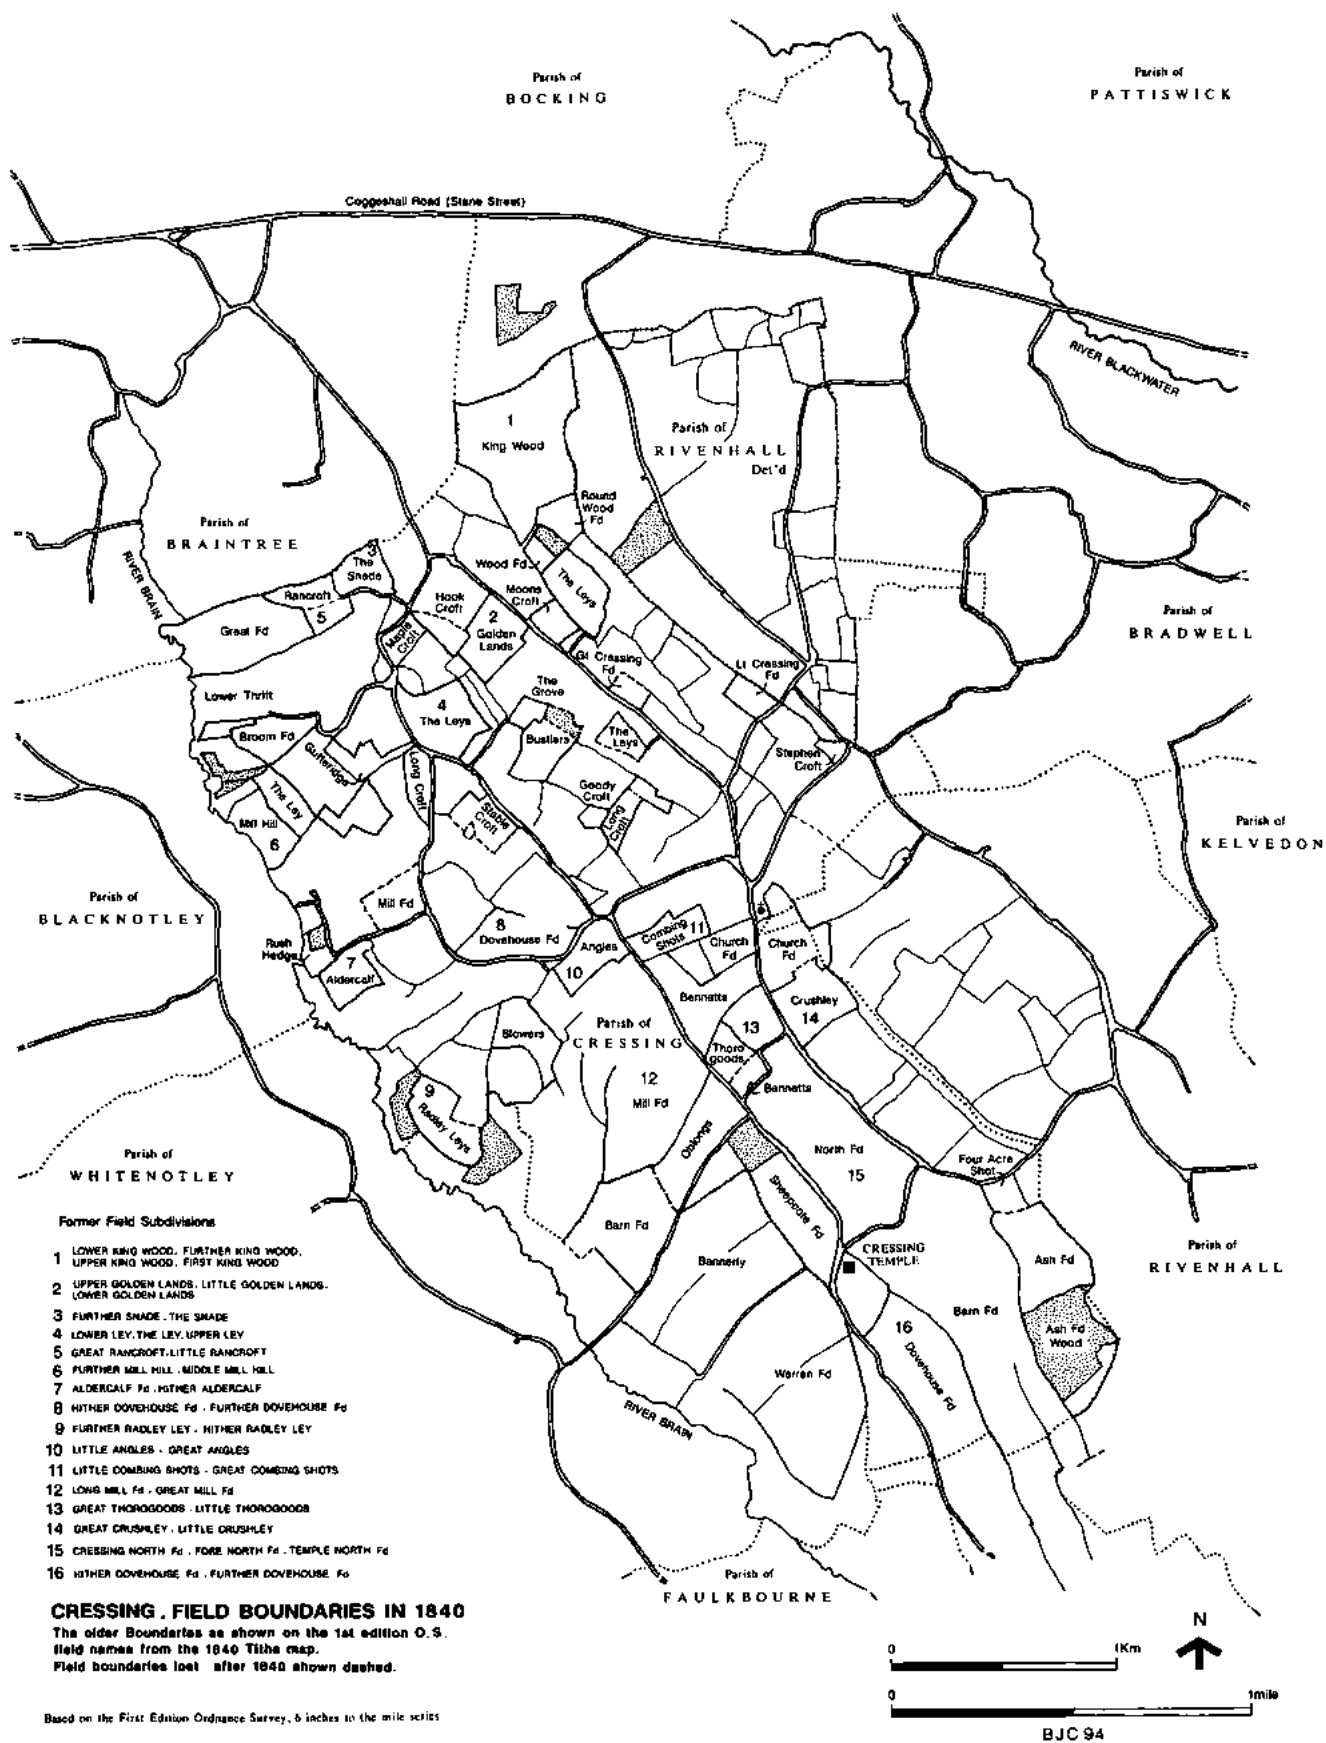 Parish of
BOCKING
Parish of
PATTISWICK
Coggeshall Road (Stane Street)
RIVER BLACKWATER
1
King Wood
Parish of
RIVENHALL
Det'd
Round
Wood
Fd
Parish of
BRAINTREE
RIVER BRAIN
3
The
Snade
Rancroft
5
Great Fd
Wood Fd
Moons
Croft
The Leys
Hook
Croft
2
Golden
Lands
Maple
Croft
Gt Cressing
Fd
Lt Cressing
Fd
Parish of
BRADWELL
Lower Thrift
4
The Leys
The
Grove
Bustlers
The
Leys
Broom Fd
Gutteridge
Stephen
Croft
Long Croft
The Ley
Goody
Croft
Long
Croft
Stable
Croft
Mill Hill
6
Parish of
KELVEDON
Parish of
BLACKNOTLEY
Mill Fd
8
Dovehouse Fd
Rush
Hedge
7
Aldercalf
Angles
10
Combing
Shots
11
Church
Fd
Church
Fd
Bennetts
Crushley
14
13
Thoro
goods
Blowers
Parish of
CRESSING
12
Mill Fd
Bennetts
9
Radley Leys
Oblongs
North Fd
15
Four Acre
Shot
Parish of
WHITENOTLEY
Sheepcote Fd
Barn Fd
Bannerly
CRESSING
TEMPLE
Ash Fd
Parish of
RIVENHALL
Barn Fd
Ash Fd
Wood
16
Dovehouse Fd
Warren Fd
RIVER BRAIN
Parish of
FAULKBOURNE
Former Field Subdivisions
1 LOWER KING WOOD. FURTHER KING WOOD.
UPPER KING WOOD. FIRST KING WOOD
2 UPPER GOLDEN LANDS. LITTLE GOLDEN LANDS.
LOWER GOLDEN LANDS
3 FURTHER SNADE . THE SNADE
4 LOWER LEY. THE LEY. UPPER LEY
5 GREAT RANCROFT. LITTLE RANCROFT
6 FURTHER MILL HILL . MIDDLE MILL HILL
7 ALDERCALF Fd . HITHER ALDERCALF
8 HITHER DOVEHOUSE Fd . FURTHER DOVEHOUSE Fd
9 FURTHER RADLEY LEY . HITHER RADLEY LEY
10 LITTLE ANGLES . GREAT ANGLES
11 LITTLE COMBING SHOTS . GREAT COMBING SHOTS
12 LONG MILL Fd . GREAT MILL Fd
13 GREAT THOROGOODS . LITTLE THOROGOODS
14 GREAT CRUSHLEY . LITTLE CRUSHLEY
15 CRESSING NORTH Fd . FORE NORTH Fd . TEMPLE NORTH Fd
16 HITHER DOVEHOUSE Fd . FURTHER DOVEHOUSE Fd
CRESSING . FIELD BOUNDARIES IN 1840
The older Boundaries as shown on the 1st edition O.S.
field names from the 1840 Tithe map.
Field boundaries lost after 1840 shown dashed.
Based on the First Edition Ordnance Survey, 6 inches to the mile series
N
0 1Km
0 1mile
BJC 94